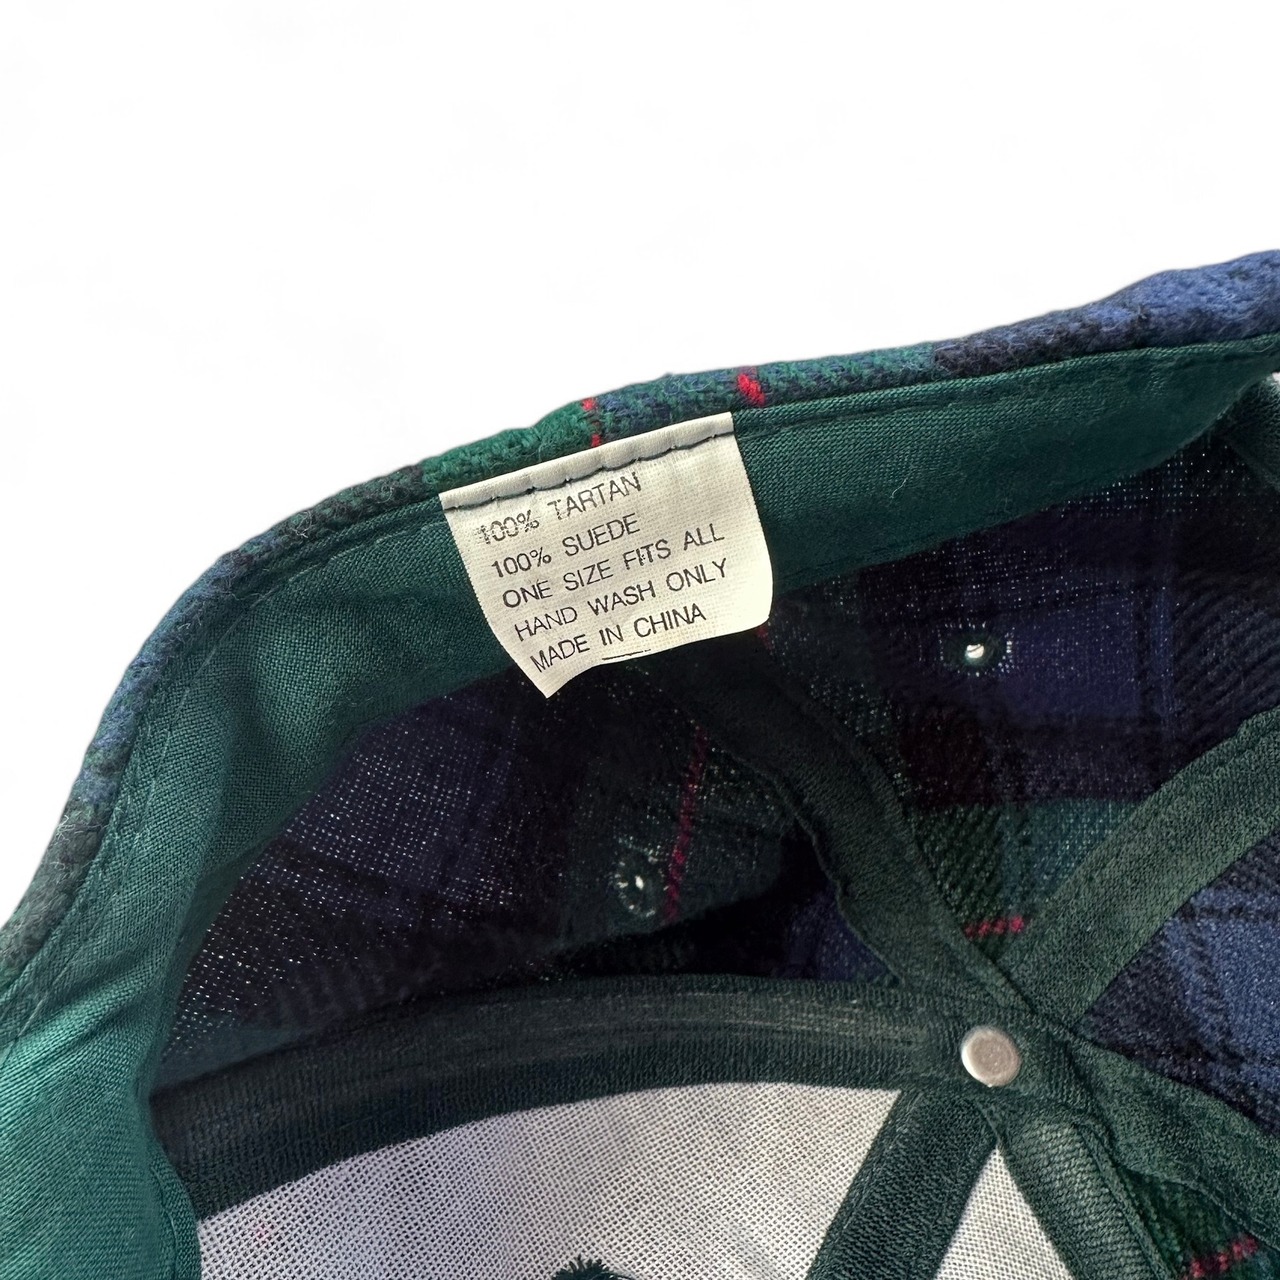 100% TARTAN
100% SUEDE
ONE SIZE FITS ALL
HAND WASH ONLY
MADE IN CHINA